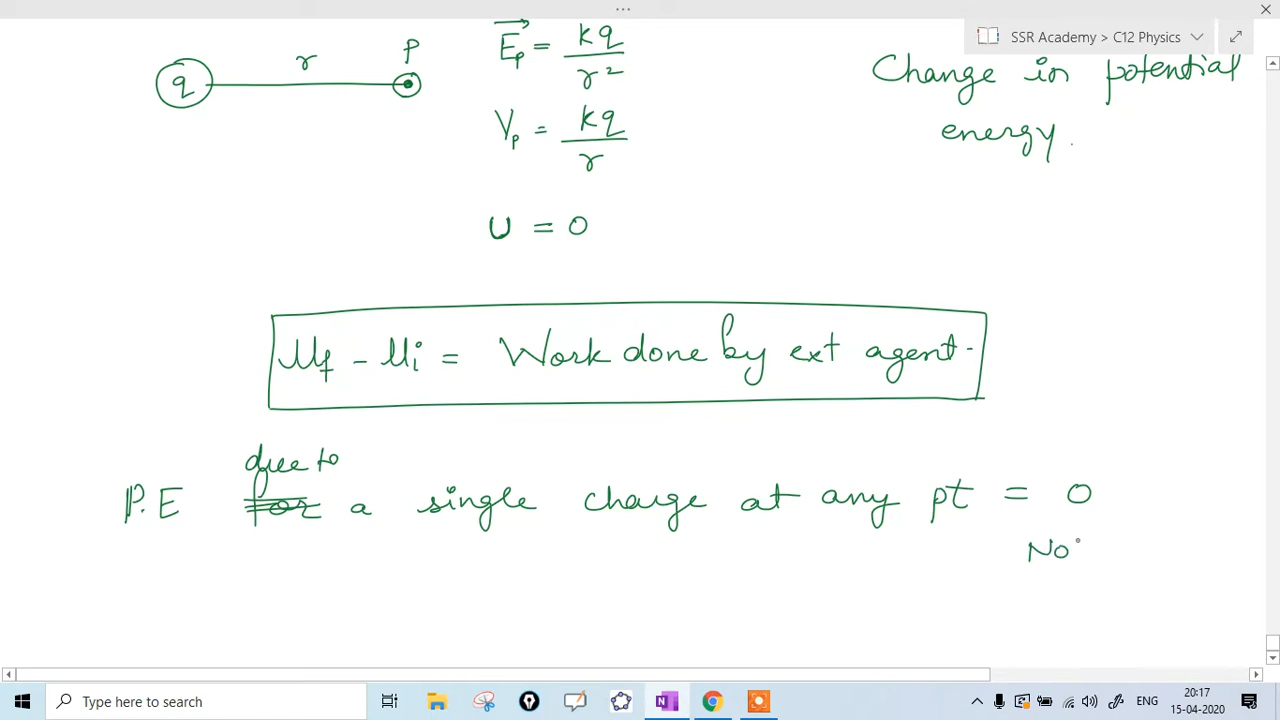 SSR Academy > C12 Physics
q r P
E⃗p = kq / r²
Vp = kq / r
Change in potential
energy.
U = 0
Uf - Ui = Work done by ext agent.
due to
P.E for a single charge at any pt = 0
No
Type here to search
ENG
20:17
15-04-2020